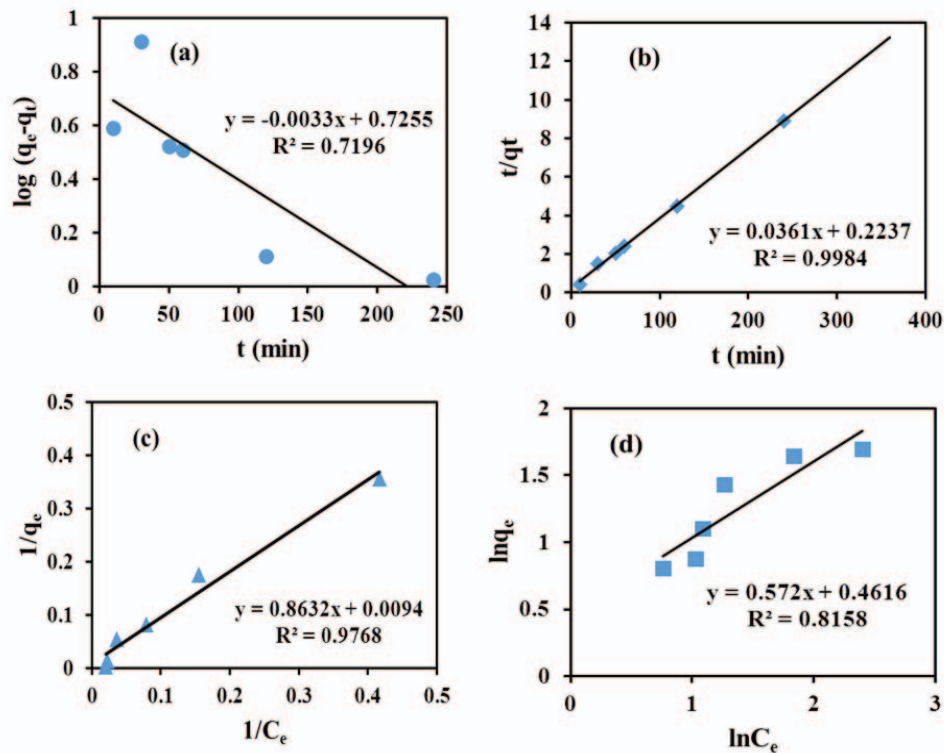 (a)
1
0.8
0.6
0.4
0.2
0
log (qe-qt)
y = -0.0033x + 0.7255
R² = 0.7196
0 50 100 150 200 250
t (min)
(b)
14
12
10
8
6
4
2
0
t/qt
y = 0.0361x + 0.2237
R² = 0.9984
0 100 200 300 400
t (min)
(c)
0.5
0.4
0.3
0.2
0.1
0
1/qe
y = 0.8632x + 0.0094
R² = 0.9768
0 0.1 0.2 0.3 0.4 0.5
1/Ce
(d)
2
1.5
1
0.5
0
lnqe
y = 0.572x + 0.4616
R² = 0.8158
0 1 2 3
lnCe